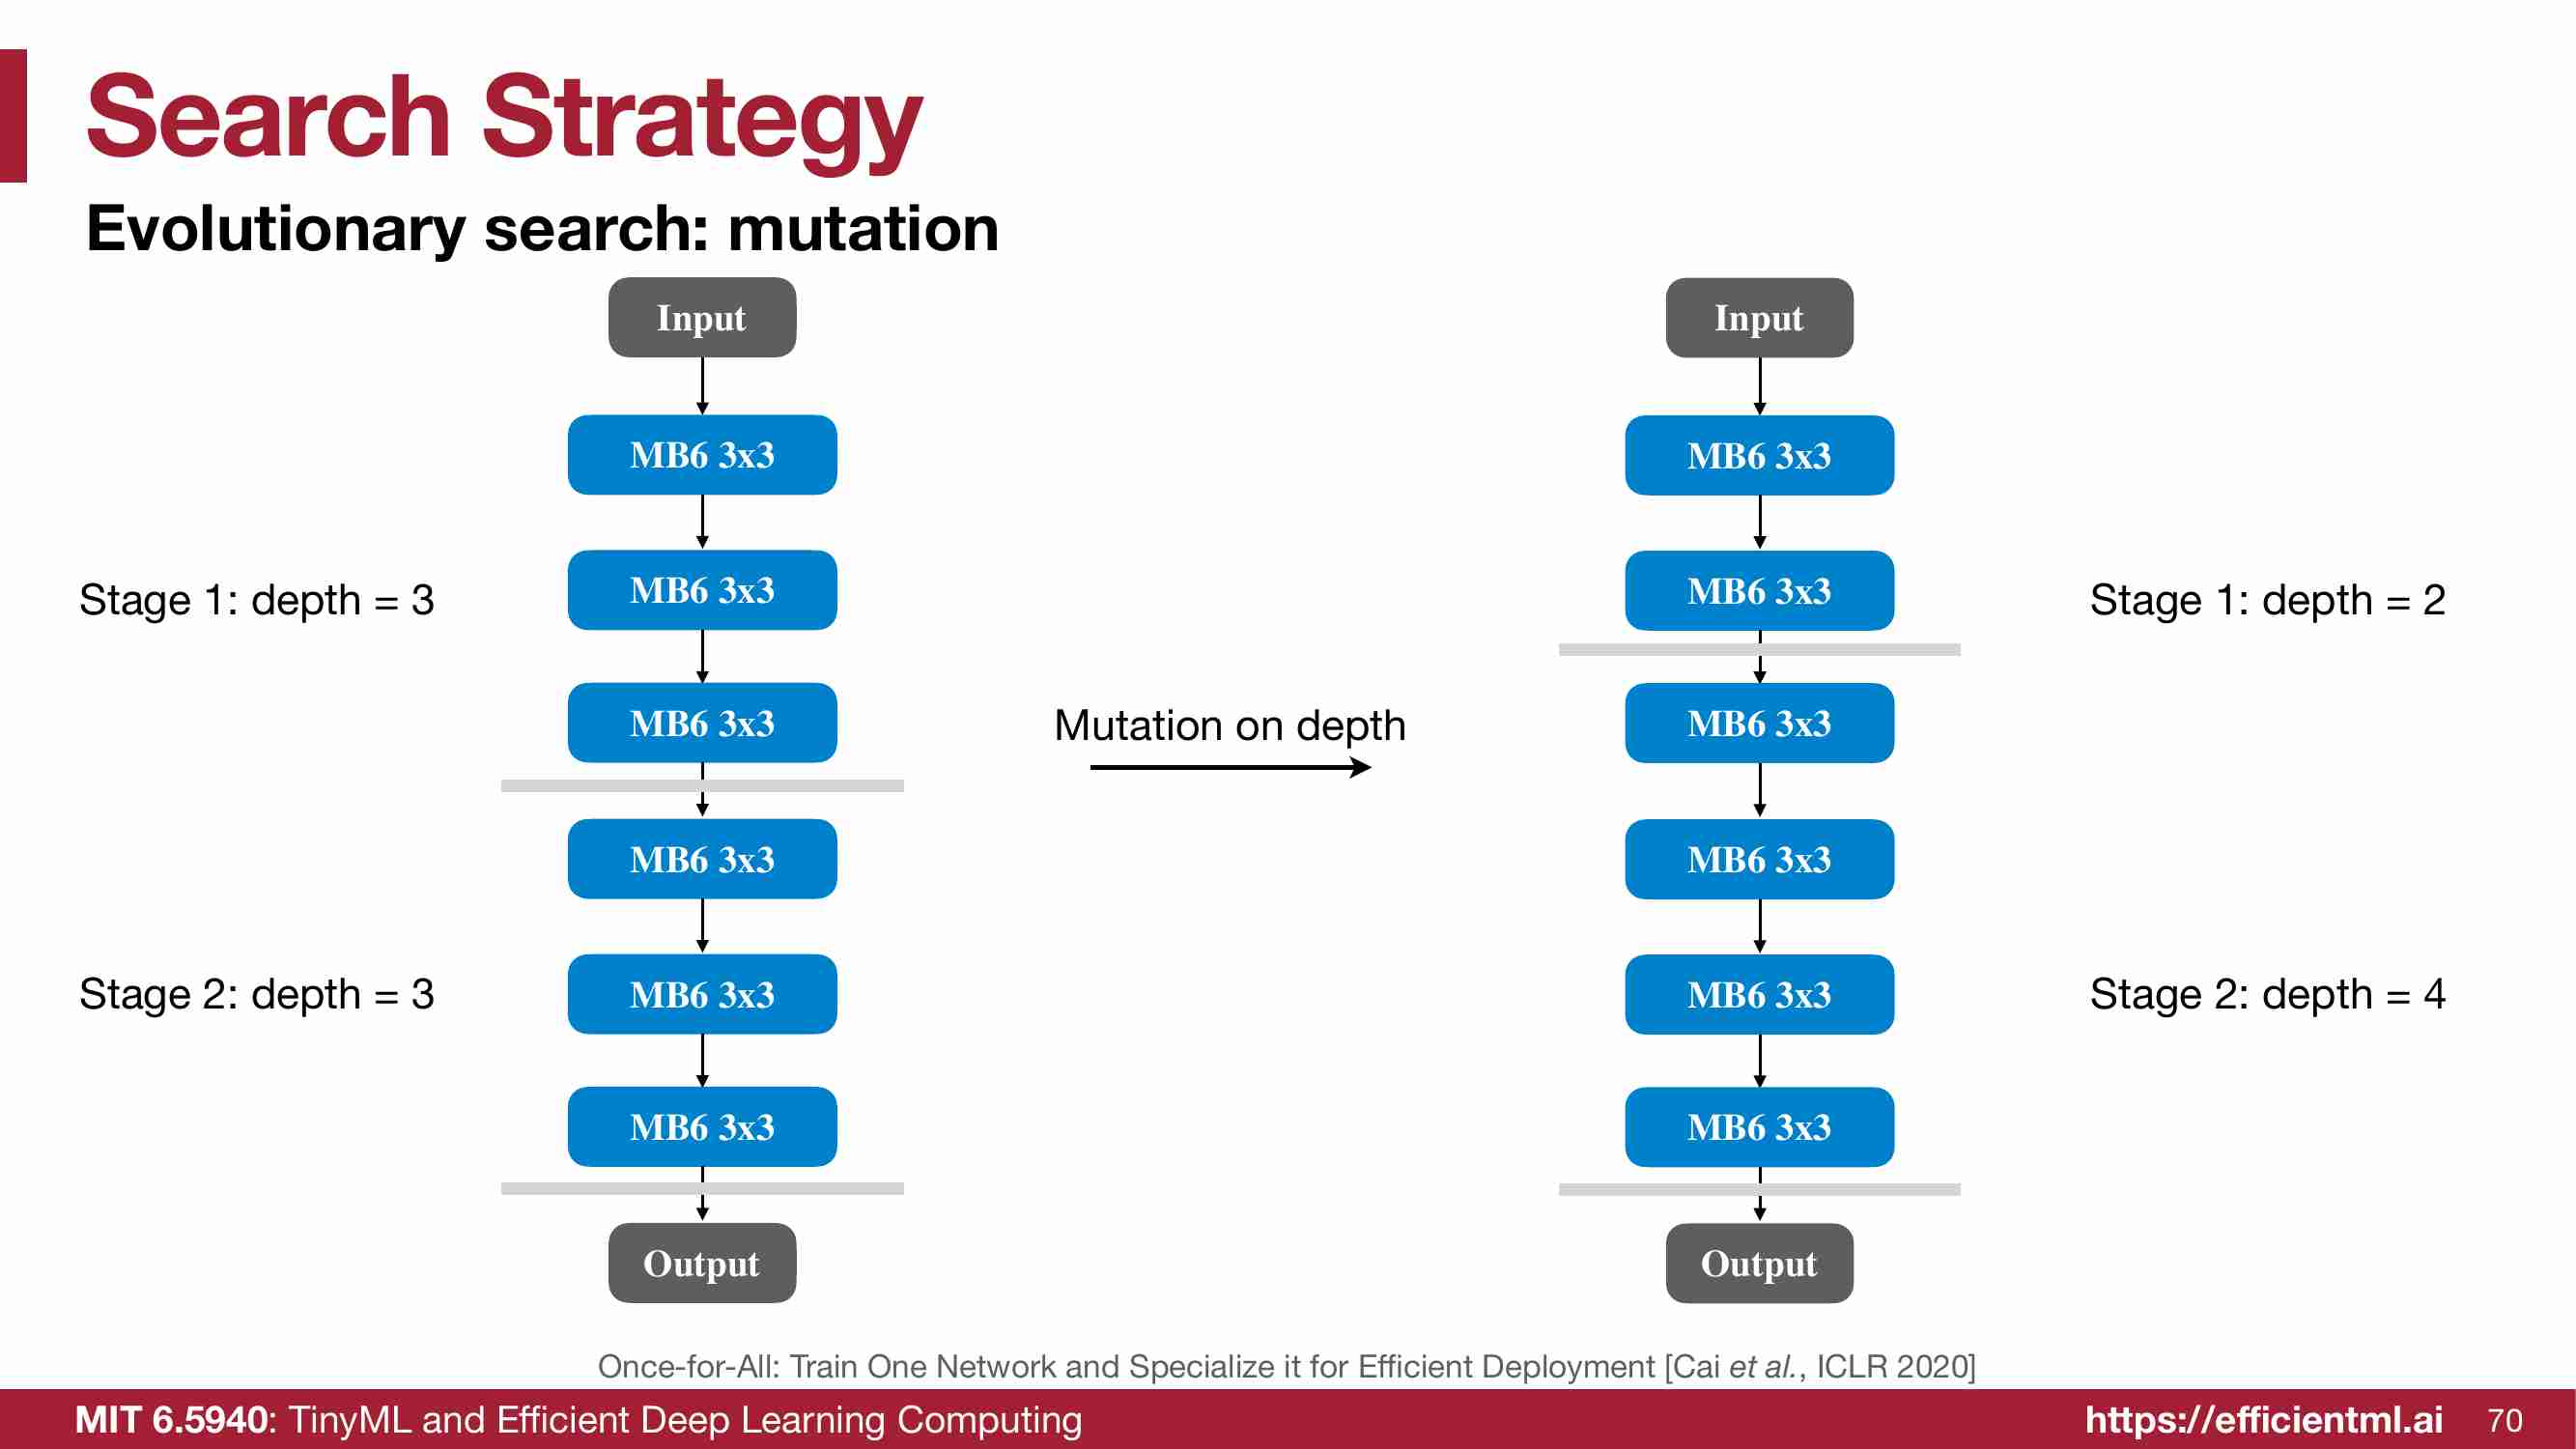 Search Strategy
Evolutionary search: mutation
Input
MB6 3x3
MB6 3x3
MB6 3x3
MB6 3x3
MB6 3x3
MB6 3x3
Output
Stage 1: depth = 3
Stage 2: depth = 3
Mutation on depth
Input
MB6 3x3
MB6 3x3
MB6 3x3
MB6 3x3
MB6 3x3
MB6 3x3
Output
Stage 1: depth = 2
Stage 2: depth = 4
Once-for-All: Train One Network and Specialize it for Efficient Deployment [Cai et al., ICLR 2020]
MIT 6.5940: TinyML and Efficient Deep Learning Computing
https://efficientml.ai 70